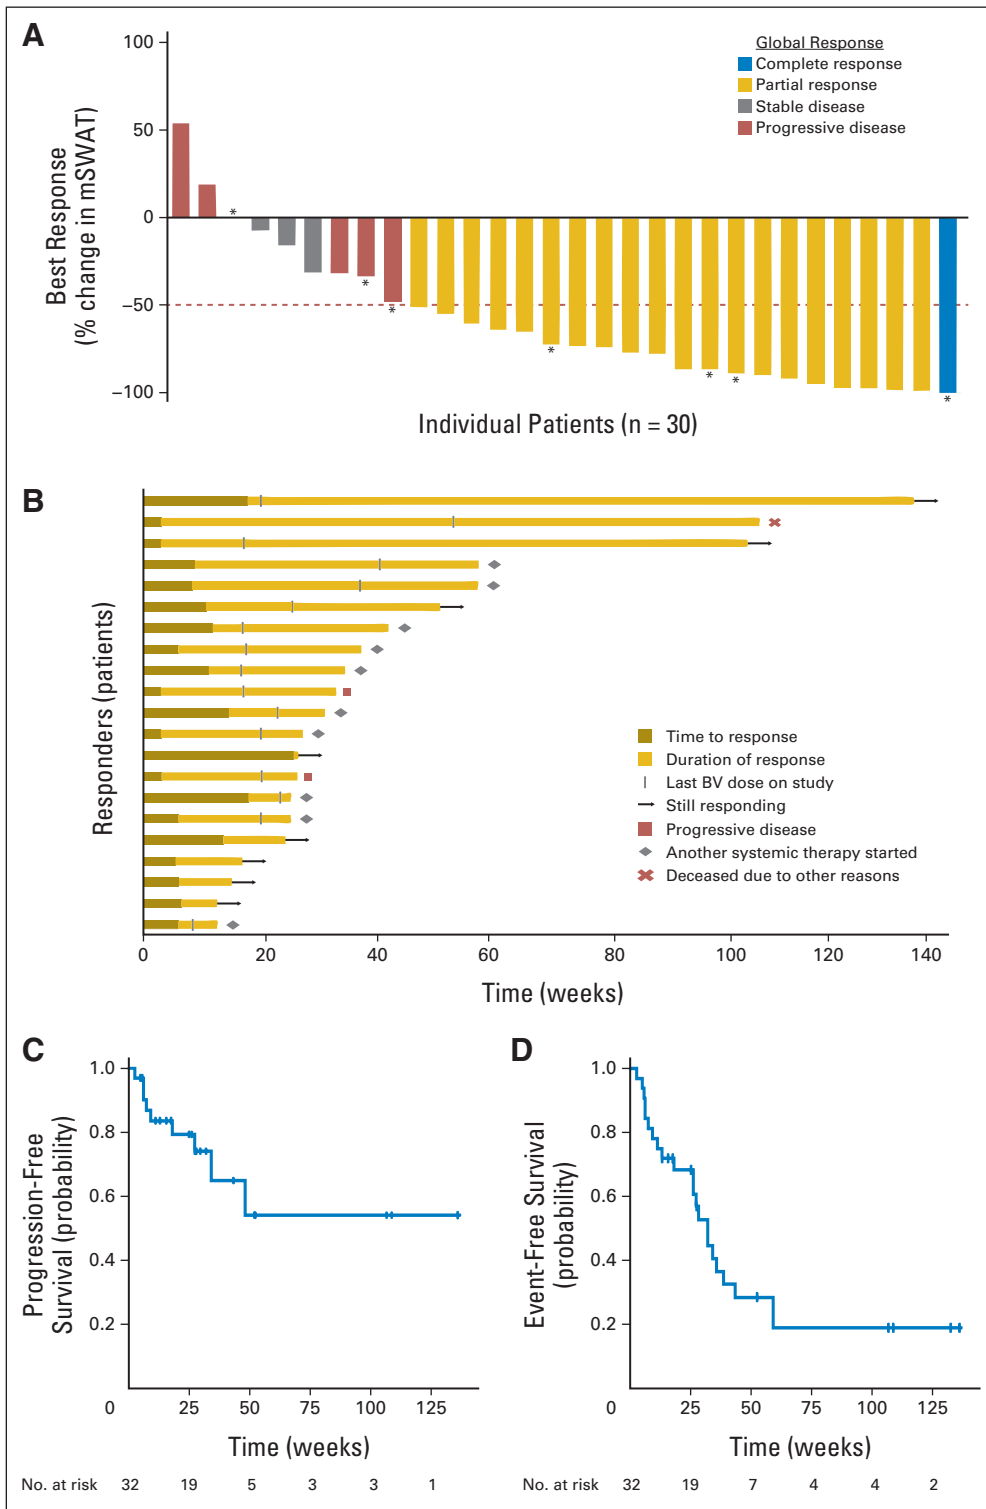 A
100
50
0
−50
−100
Best Response
(% change in mSWAT)
Global Response
Complete response
Partial response
Stable disease
Progressive disease
*
*
*
*
*
*
*
Individual Patients (n = 30)
B
Responders (patients)
Time to response
Duration of response
Last BV dose on study
Still responding
Progressive disease
Another systemic therapy started
Deceased due to other reasons
0 20 40 60 80 100 120 140
Time (weeks)
C
Progression-Free
Survival (probability)
1.0
0.8
0.6
0.4
0.2
0 25 50 75 100 125
Time (weeks)
No. at risk 32 19 5 3 3 1
D
Event-Free Survival
(probability)
1.0
0.8
0.6
0.4
0.2
0 25 50 75 100 125
Time (weeks)
No. at risk 32 19 7 4 4 2